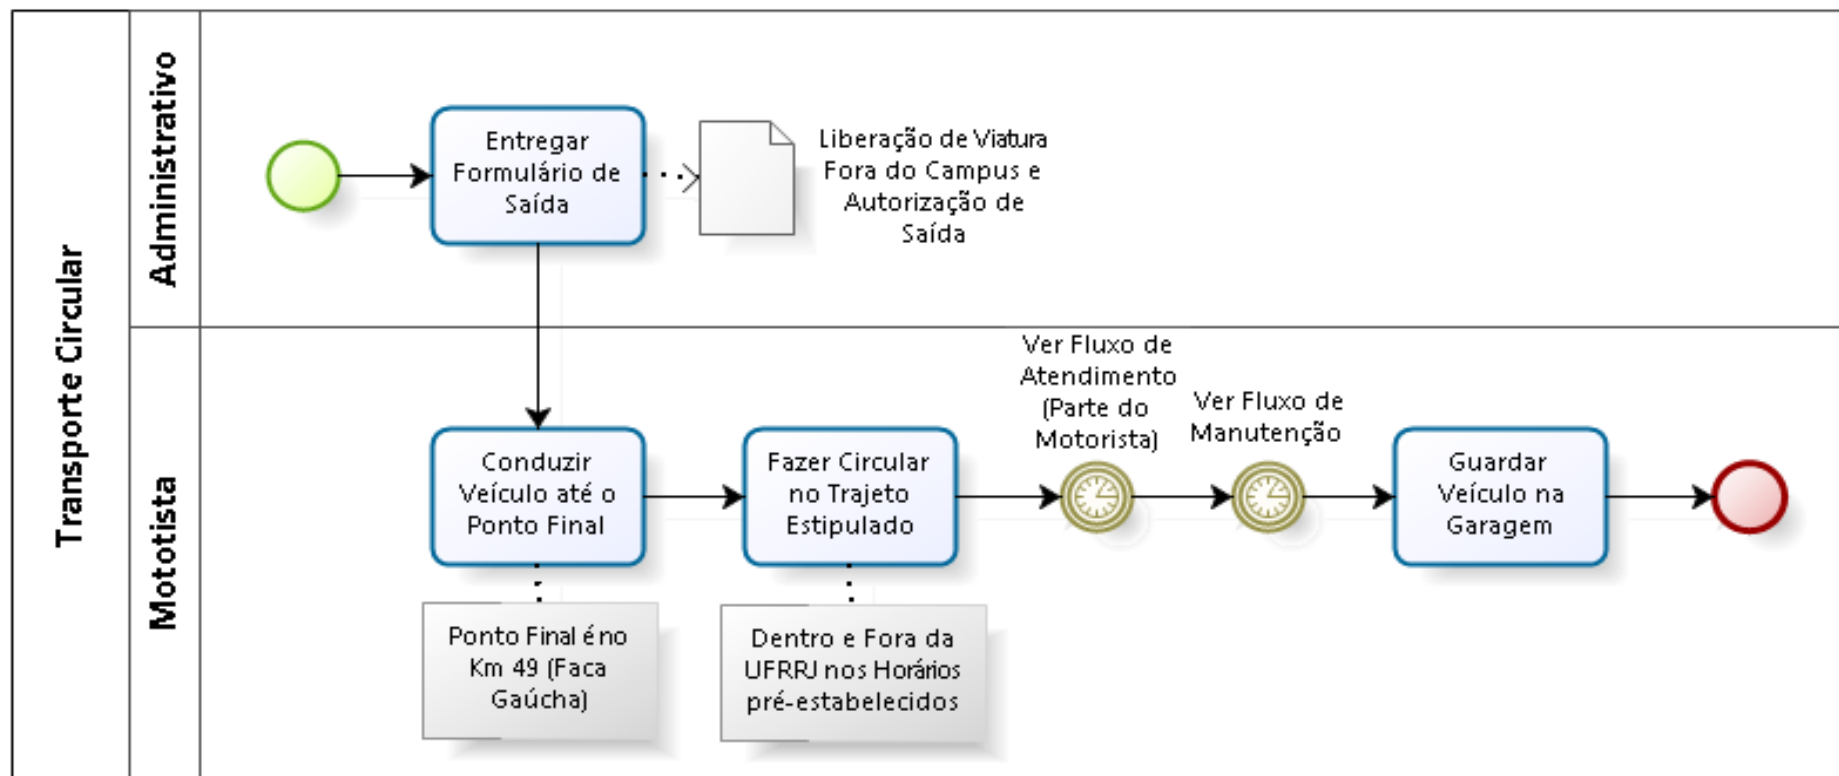 Transporte Circular
Administrativo
Entregar
Formulário de
Saída
Liberação de Viatura
Fora do Campus e
Autorização de
Saída
Mototista
Conduzir
Veículo até o
Ponto Final
Ponto Final é no
Km 49 (Faca
Gaúcha)
Fazer Circular
no Trajeto
Estipulado
Dentro e Fora da
UFRRJ nos Horários
pré-estabelecidos
Ver Fluxo de
Atendimento
(Parte do
Motorista)
Ver Fluxo de
Manutenção
Guardar
Veículo na
Garagem